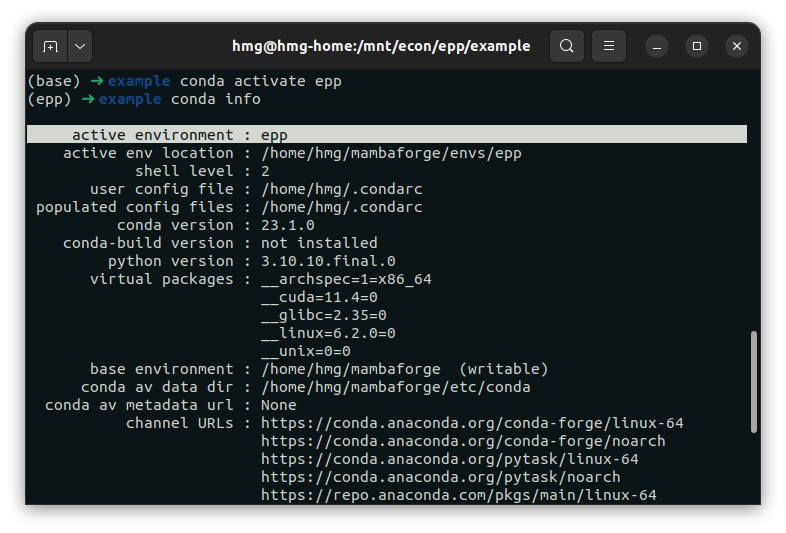 hmg@hmg-home:/mnt/econ/epp/example
(base) ➜ example conda activate epp
(epp) ➜ example conda info
active environment : epp
active env location : /home/hmg/mambaforge/envs/epp
shell level : 2
user config file : /home/hmg/.condarc
populated config files : /home/hmg/.condarc
conda version : 23.1.0
conda-build version : not installed
python version : 3.10.10.final.0
virtual packages : __archspec=1=x86_64
__cuda=11.4=0
__glibc=2.35=0
__linux=6.2.0=0
__unix=0=0
base environment : /home/hmg/mambaforge  (writable)
conda av data dir : /home/hmg/mambaforge/etc/conda
conda av metadata url : None
channel URLs : https://conda.anaconda.org/conda-forge/linux-64
https://conda.anaconda.org/conda-forge/noarch
https://conda.anaconda.org/pytask/linux-64
https://conda.anaconda.org/pytask/noarch
https://repo.anaconda.com/pkgs/main/linux-64